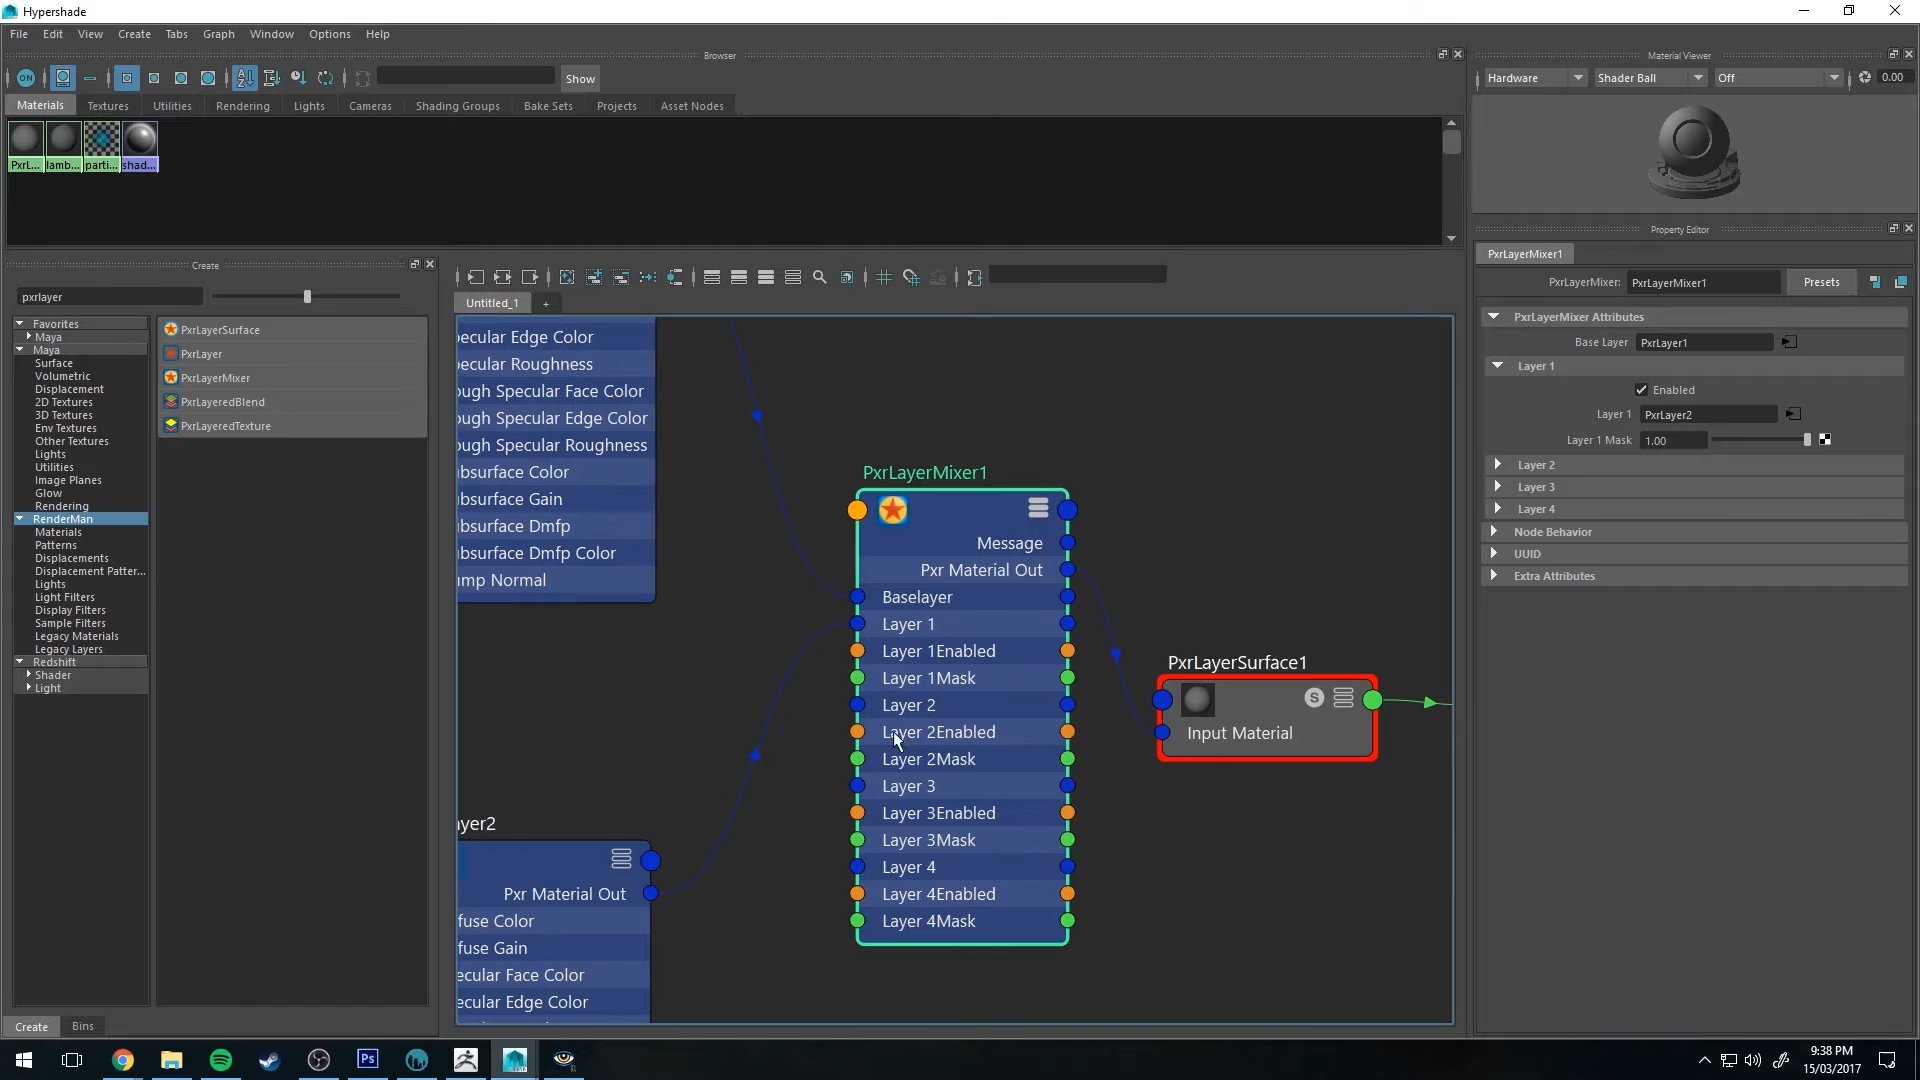 Hypershade
File Edit View Create Tabs Graph Window Options Help
Browser
ON
Show
Materials Textures Utilities Rendering Lights Cameras Shading Groups Bake Sets Projects Asset Nodes
PxrL... lamb... parti... shad...
Material Viewer
Hardware Shader Ball Off 0.00
Create
pxrlayer
Favorites
Maya
Maya
Surface
Volumetric
Displacement
2D Textures
3D Textures
Env Textures
Other Textures
Lights
Utilities
Image Planes
Glow
Rendering
RenderMan
Materials
Patterns
Displacements
Displacement Patter...
Lights
Light Filters
Display Filters
Sample Filters
Legacy Materials
Legacy Layers
Redshift
Shader
Light
PxrLayerSurface
PxrLayer
PxrLayerMixer
PxrLayeredBlend
PxrLayeredTexture
Create Bins
Untitled_1 +
pecular Edge Color
pecular Roughness
ough Specular Face Color
ough Specular Edge Color
ough Specular Roughness
ubsurface Color
ubsurface Gain
ubsurface Dmfp
ubsurface Dmfp Color
ump Normal
ayer2
Pxr Material Out
fuse Color
fuse Gain
ecular Face Color
ecular Edge Color
PxrLayerMixer1
Message
Pxr Material Out
Baselayer
Layer 1
Layer 1Enabled
Layer 1Mask
Layer 2
Layer 2Enabled
Layer 2Mask
Layer 3
Layer 3Enabled
Layer 3Mask
Layer 4
Layer 4Enabled
Layer 4Mask
PxrLayerSurface1
S
Input Material
Property Editor
PxrLayerMixer1
PxrLayerMixer: PxrLayerMixer1 Presets
PxrLayerMixer Attributes
Base Layer PxrLayer1
Layer 1
Enabled
Layer 1 PxrLayer2
Layer 1 Mask 1.00
Layer 2
Layer 3
Layer 4
Node Behavior
UUID
Extra Attributes
Ps
9:38 PM
15/03/2017